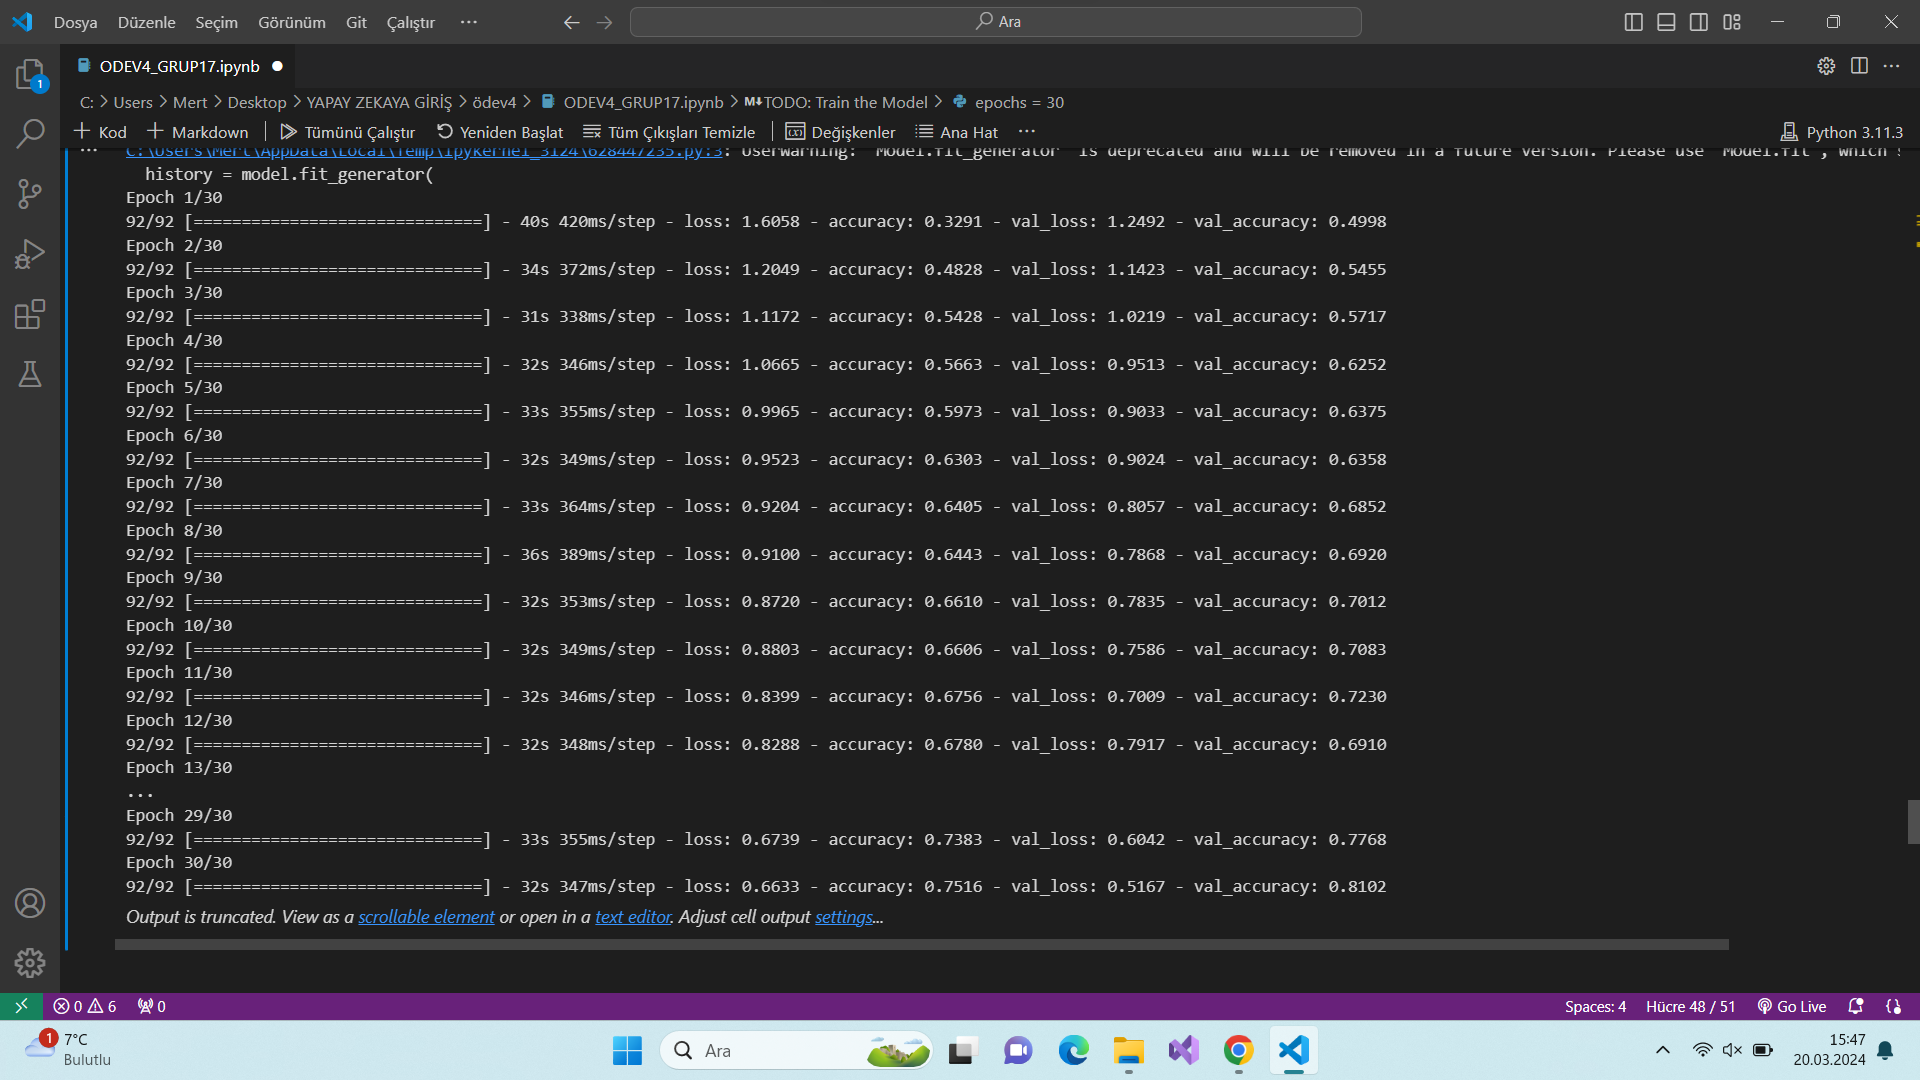 Dosya Düzenle Seçim Görünüm Git Çalıştır ··· Ara
ODEV4_GRUP17.ipynb
C: > Users > Mert > Desktop > YAPAY ZEKAYA GİRİŞ > ödev4 > ODEV4_GRUP17.ipynb > M↓TODO: Train the Model > epochs = 30
+ Kod + Markdown Tümünü Çalıştır Yeniden Başlat Tüm Çıkışları Temizle Değişkenler Ana Hat ··· Python 3.11.3
C:\Users\Mert\AppData\Local\Temp\ipykernel_3124\628447235.py:3: UserWarning: `Model.fit_generator` is deprecated and will be removed in a future version. Please use `Model.fit`, which
history = model.fit_generator(
Epoch 1/30
92/92 [==============================] - 40s 420ms/step - loss: 1.6058 - accuracy: 0.3291 - val_loss: 1.2492 - val_accuracy: 0.4998
Epoch 2/30
92/92 [==============================] - 34s 372ms/step - loss: 1.2049 - accuracy: 0.4828 - val_loss: 1.1423 - val_accuracy: 0.5455
Epoch 3/30
92/92 [==============================] - 31s 338ms/step - loss: 1.1172 - accuracy: 0.5428 - val_loss: 1.0219 - val_accuracy: 0.5717
Epoch 4/30
92/92 [==============================] - 32s 346ms/step - loss: 1.0665 - accuracy: 0.5663 - val_loss: 0.9513 - val_accuracy: 0.6252
Epoch 5/30
92/92 [==============================] - 33s 355ms/step - loss: 0.9965 - accuracy: 0.5973 - val_loss: 0.9033 - val_accuracy: 0.6375
Epoch 6/30
92/92 [==============================] - 32s 349ms/step - loss: 0.9523 - accuracy: 0.6303 - val_loss: 0.9024 - val_accuracy: 0.6358
Epoch 7/30
92/92 [==============================] - 33s 364ms/step - loss: 0.9204 - accuracy: 0.6405 - val_loss: 0.8057 - val_accuracy: 0.6852
Epoch 8/30
92/92 [==============================] - 36s 389ms/step - loss: 0.9100 - accuracy: 0.6443 - val_loss: 0.7868 - val_accuracy: 0.6920
Epoch 9/30
92/92 [==============================] - 32s 353ms/step - loss: 0.8720 - accuracy: 0.6610 - val_loss: 0.7835 - val_accuracy: 0.7012
Epoch 10/30
92/92 [==============================] - 32s 349ms/step - loss: 0.8803 - accuracy: 0.6606 - val_loss: 0.7586 - val_accuracy: 0.7083
Epoch 11/30
92/92 [==============================] - 32s 346ms/step - loss: 0.8399 - accuracy: 0.6756 - val_loss: 0.7009 - val_accuracy: 0.7230
Epoch 12/30
92/92 [==============================] - 32s 348ms/step - loss: 0.8288 - accuracy: 0.6780 - val_loss: 0.7917 - val_accuracy: 0.6910
Epoch 13/30
...
Epoch 29/30
92/92 [==============================] - 33s 355ms/step - loss: 0.6739 - accuracy: 0.7383 - val_loss: 0.6042 - val_accuracy: 0.7768
Epoch 30/30
92/92 [==============================] - 32s 347ms/step - loss: 0.6633 - accuracy: 0.7516 - val_loss: 0.5167 - val_accuracy: 0.8102
Output is truncated. View as a scrollable element or open in a text editor. Adjust cell output settings...
0 6 0 Spaces: 4 Hücre 48 / 51 Go Live
1 7°C Ara 15:47
Bulutlu 20.03.2024